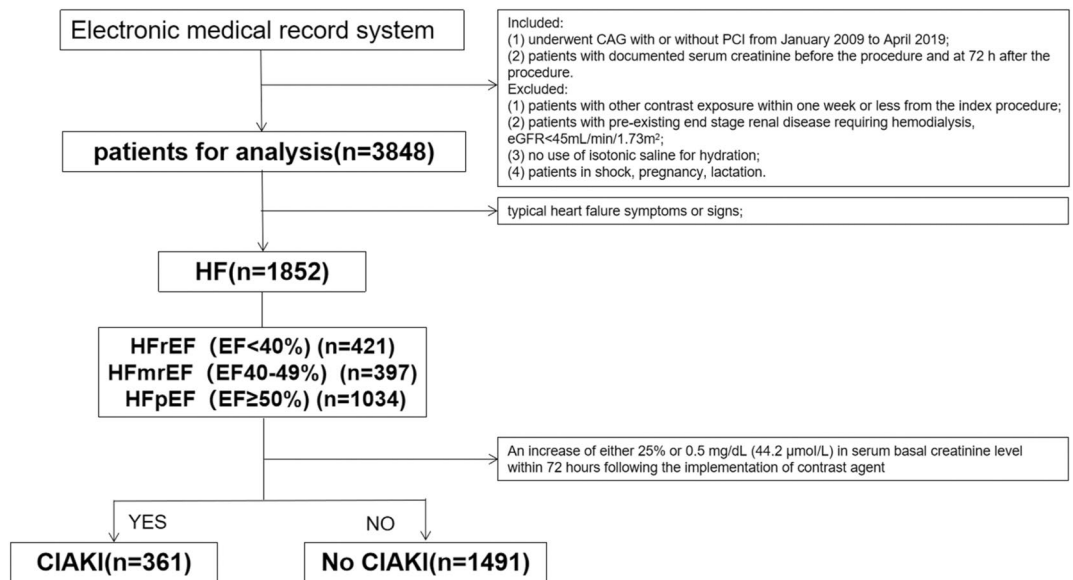 Electronic medical record system
Included:
(1) underwent CAG with or without PCI from January 2009 to April 2019;
(2) patients with documented serum creatinine before the procedure and at 72 h after the
procedure.
Excluded:
(1) patients with other contrast exposure within one week or less from the index procedure;
(2) patients with pre-existing end stage renal disease requiring hemodialysis,
eGFR<45mL/min/1.73m²;
(3) no use of isotonic saline for hydration;
(4) patients in shock, pregnancy, lactation.
patients for analysis(n=3848)
typical heart falure symptoms or signs;
HF(n=1852)
HFrEF (EF<40%) (n=421)
HFmrEF (EF40-49%) (n=397)
HFpEF (EF≥50%) (n=1034)
An increase of either 25% or 0.5 mg/dL (44.2 μmol/L) in serum basal creatinine level
within 72 hours following the implementation of contrast agent
YES
NO
CIAKI(n=361)
No CIAKI(n=1491)